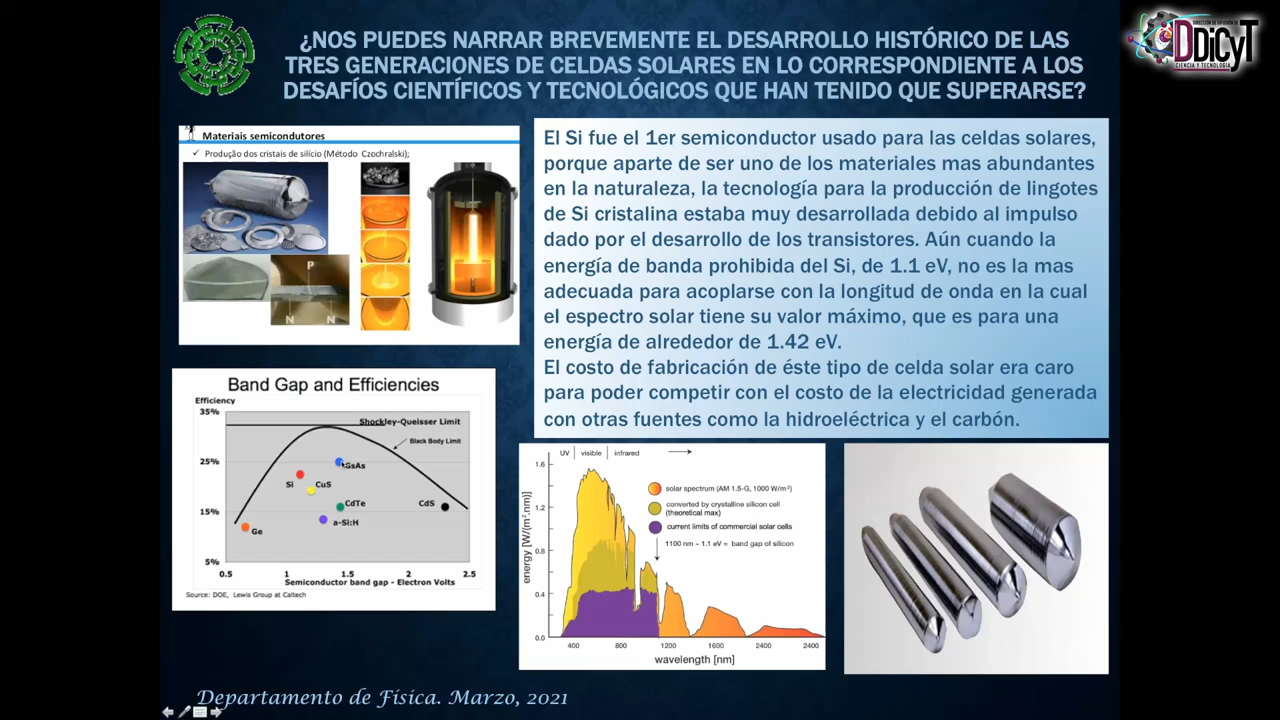 ¿NOS PUEDES NARRAR BREVEMENTE EL DESARROLLO HISTÓRICO DE LAS
TRES GENERACIONES DE CELDAS SOLARES EN LO CORRESPONDIENTE A LOS
DESAFÍOS CIENTÍFICOS Y TECNOLÓGICOS QUE HAN TENIDO QUE SUPERARSE?
DDiCyT
CIENCIA Y TECNOLOGÍA
Materiais semicondutores
✓ Produção dos cristais de silício (Método Czochralski);
P
N N
El Si fue el 1er semiconductor usado para las celdas solares,
porque aparte de ser uno de los materiales mas abundantes
en la naturaleza, la tecnología para la producción de lingotes
de Si cristalina estaba muy desarrollada debido al impulso
dado por el desarrollo de los transistores. Aún cuando la
energía de banda prohibida del Si, de 1.1 eV, no es la mas
adecuada para acoplarse con la longitud de onda en la cual
el espectro solar tiene su valor máximo, que es para una
energía de alrededor de 1.42 eV.
El costo de fabricación de éste tipo de celda solar era caro
para poder competir con el costo de la electricidad generada
con otras fuentes como la hidroeléctrica y el carbón.
Band Gap and Efficiencies
Efficiency
35%
25%
15%
5%
Shockley-Queisser Limit
Black Body Limit
GsAs
Si
CuS
CdTe
CdS
a-Si:H
Ge
0.5 1 1.5 2 2.5
Semiconductor band gap - Electron Volts
Source: DOE, Lewis Group at Caltech
UV visible infrared
energy [W/(m².nm)]
1.6
1.2
0.8
0.4
0.0
solar spectrum (AM 1.5-G, 1000 W/m²)
converted by crystalline silicon cell
(theoretical max)
current limits of commercial solar cells
1100 nm ~ 1.1 eV = band gap of silicon
400 800 1200 1600 2400 2400
wavelength [nm]
Departamento de Física. Marzo, 2021